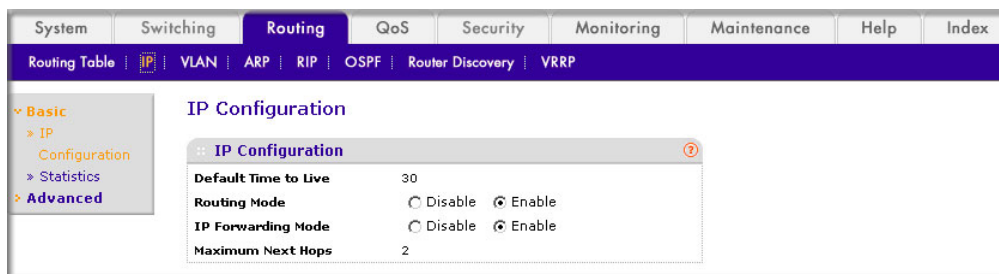 System Switching Routing QoS Security Monitoring Maintenance Help Index
Routing Table IP VLAN ARP RIP OSPF Router Discovery VRRP
Basic
» IP
Configuration
» Statistics
Advanced
IP Configuration
IP Configuration ?
Default Time to Live 30
Routing Mode Disable Enable
IP Forwarding Mode Disable Enable
Maximum Next Hops 2